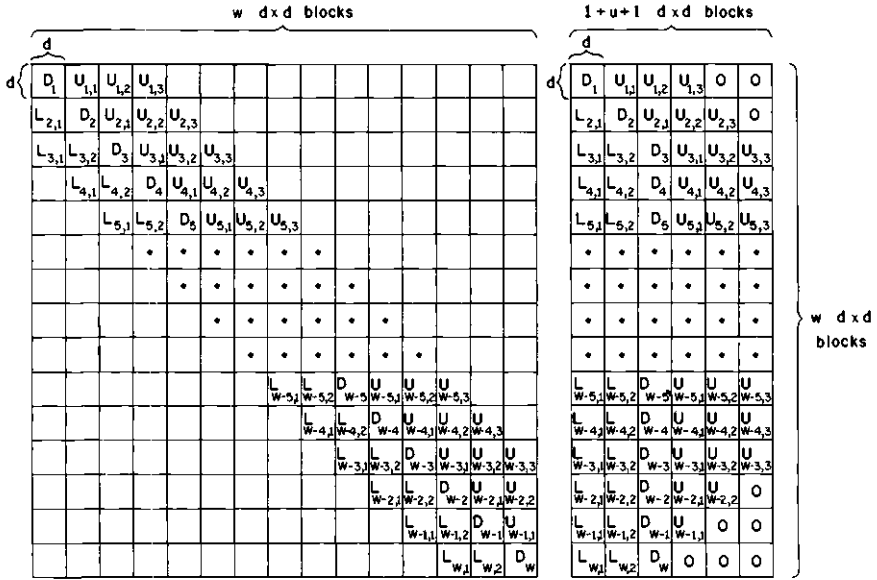 w d x d blocks 1 + u + 1 d x d blocks
d d
d D1 U1,1 U1,2 U1,3 d D1 U1,1 U1,2 U1,3 0 0
L2,1 D2 U2,1 U2,2 U2,3 L2,1 D2 U2,1 U2,2 U2,3 0
L3,1 L3,2 D3 U3,1 U3,2 U3,3 L3,1 L3,2 D3 U3,1 U3,2 U3,3
L4,1 L4,2 D4 U4,1 U4,2 U4,3 L4,1 L4,2 D4 U4,1 U4,2 U4,3
L5,1 L5,2 D5 U5,1 U5,2 U5,3 L5,1 L5,2 D5 U5,1 U5,2 U5,3
• • • • • • • • • • • •
• • • • • • • • • • • •
• • • • • • • • • • • • w d x d
• • • • • • • • • • • • blocks
LW-5,1 LW-5,2 DW-5 UW-5,1 UW-5,2 UW-5,3 LW-5,1 LW-5,2 DW-5 UW-5,1 UW-5,2 UW-5,3
LW-4,1 LW-4,2 DW-4 UW-4,1 UW-4,2 UW-4,3 LW-4,1 LW-4,2 DW-4 UW-4,1 UW-4,2 UW-4,3
LW-3,1 LW-3,2 DW-3 UW-3,1 UW-3,2 UW-3,3 LW-3,1 LW-3,2 DW-3 UW-3,1 UW-3,2 UW-3,3
LW-2,1 LW-2,2 DW-2 UW-2,1 UW-2,2 LW-2,1 LW-2,2 DW-2 UW-2,1 UW-2,2 0
LW-1,1 LW-1,2 DW-1 UW-1,1 LW-1,1 LW-1,2 DW-1 UW-1,1 0 0
LW,1 LW,2 DW LW,1 LW,2 DW 0 0 0